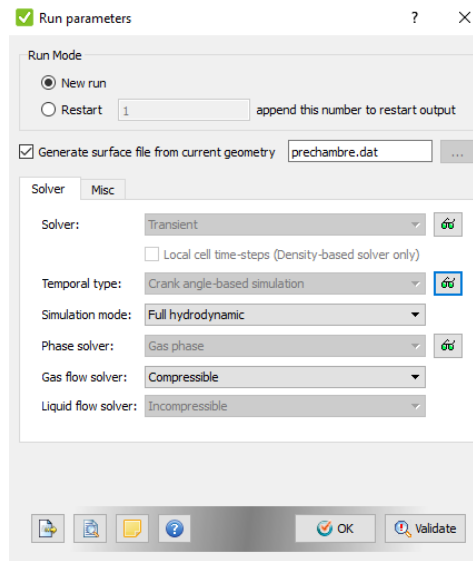 Run parameters ?
Run Mode
New run
Restart 1 append this number to restart output
Generate surface file from current geometry prechambre.dat ...
Solver Misc
Solver: Transient
Local cell time-steps (Density-based solver only)
Temporal type: Crank angle-based simulation
Simulation mode: Full hydrodynamic
Phase solver: Gas phase
Gas flow solver: Compressible
Liquid flow solver: Incompressible
? OK Validate